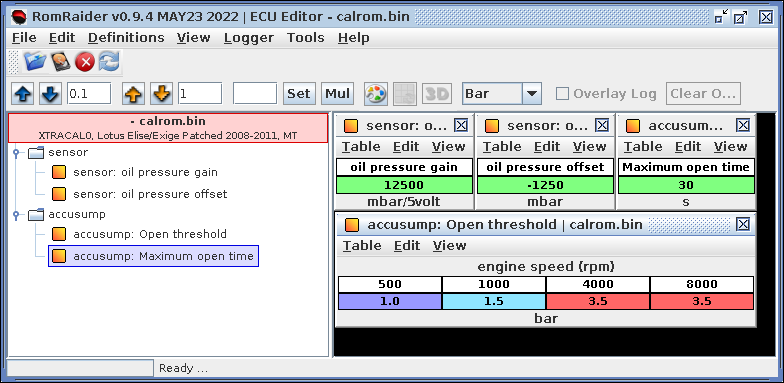 RomRaider v0.9.4 MAY23 2022 | ECU Editor - calrom.bin
File Edit Definitions View Logger Tools Help
0.1 1 Set Mul 3D Bar Overlay Log Clear O...
- calrom.bin
XTRACAL0, Lotus Elise/Exige Patched 2008-2011, MT
sensor
sensor: oil pressure gain
sensor: oil pressure offset
accusump
accusump: Open threshold
accusump: Maximum open time
sensor: o...
Table Edit View
oil pressure gain
12500
mbar/5volt
sensor: o...
Table Edit View
oil pressure offset
-1250
mbar
accusum...
Table Edit View
Maximum open time
30
s
accusump: Open threshold | calrom.bin
Table Edit View
engine speed (rpm)
500 1000 4000 8000
1.0 1.5 3.5 3.5
bar
Ready ...